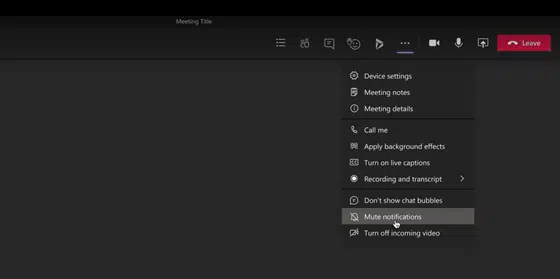 Meeting Title
Leave
Device settings
Meeting notes
Meeting details
Call me
Apply background effects
Turn on live captions
Recording and transcript
Don't show chat bubbles
Mute notifications
Turn off incoming video